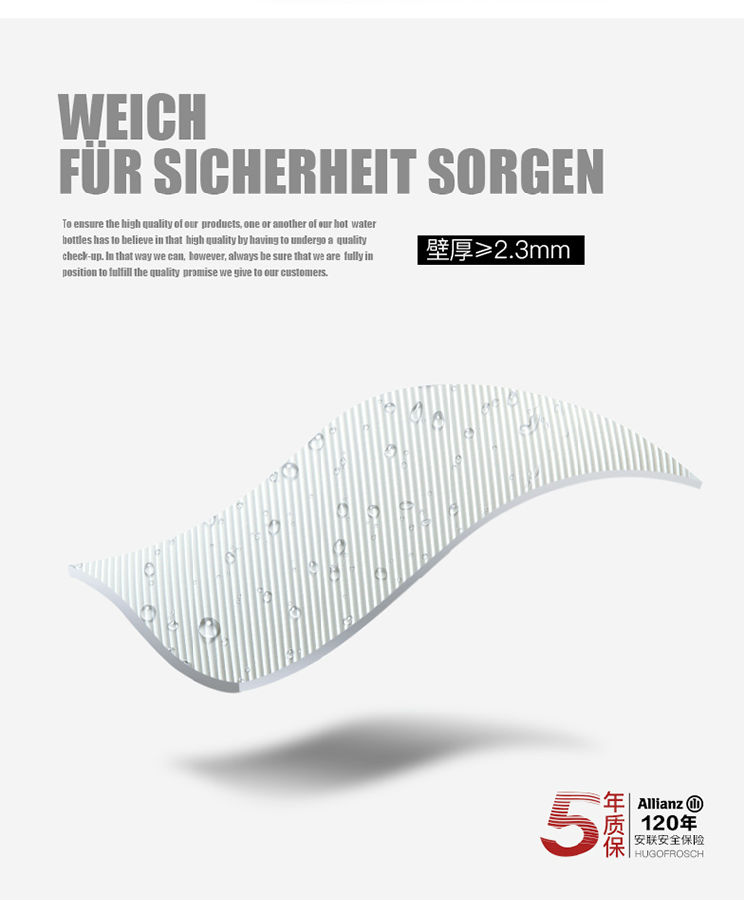 WEICH
FÜR SICHERHEIT SORGEN
To ensure the high quality of our products, one or another of our hot water
bottles has to believe in that high quality by having to undergo a quality
check-up. In that way we can, however, always be sure that we are fully in
position to fulfill the quality promise we give to our customers.
壁厚≥2.3mm
5年质保
Allianz
120年
安联安全保险
HUGOFROSCH